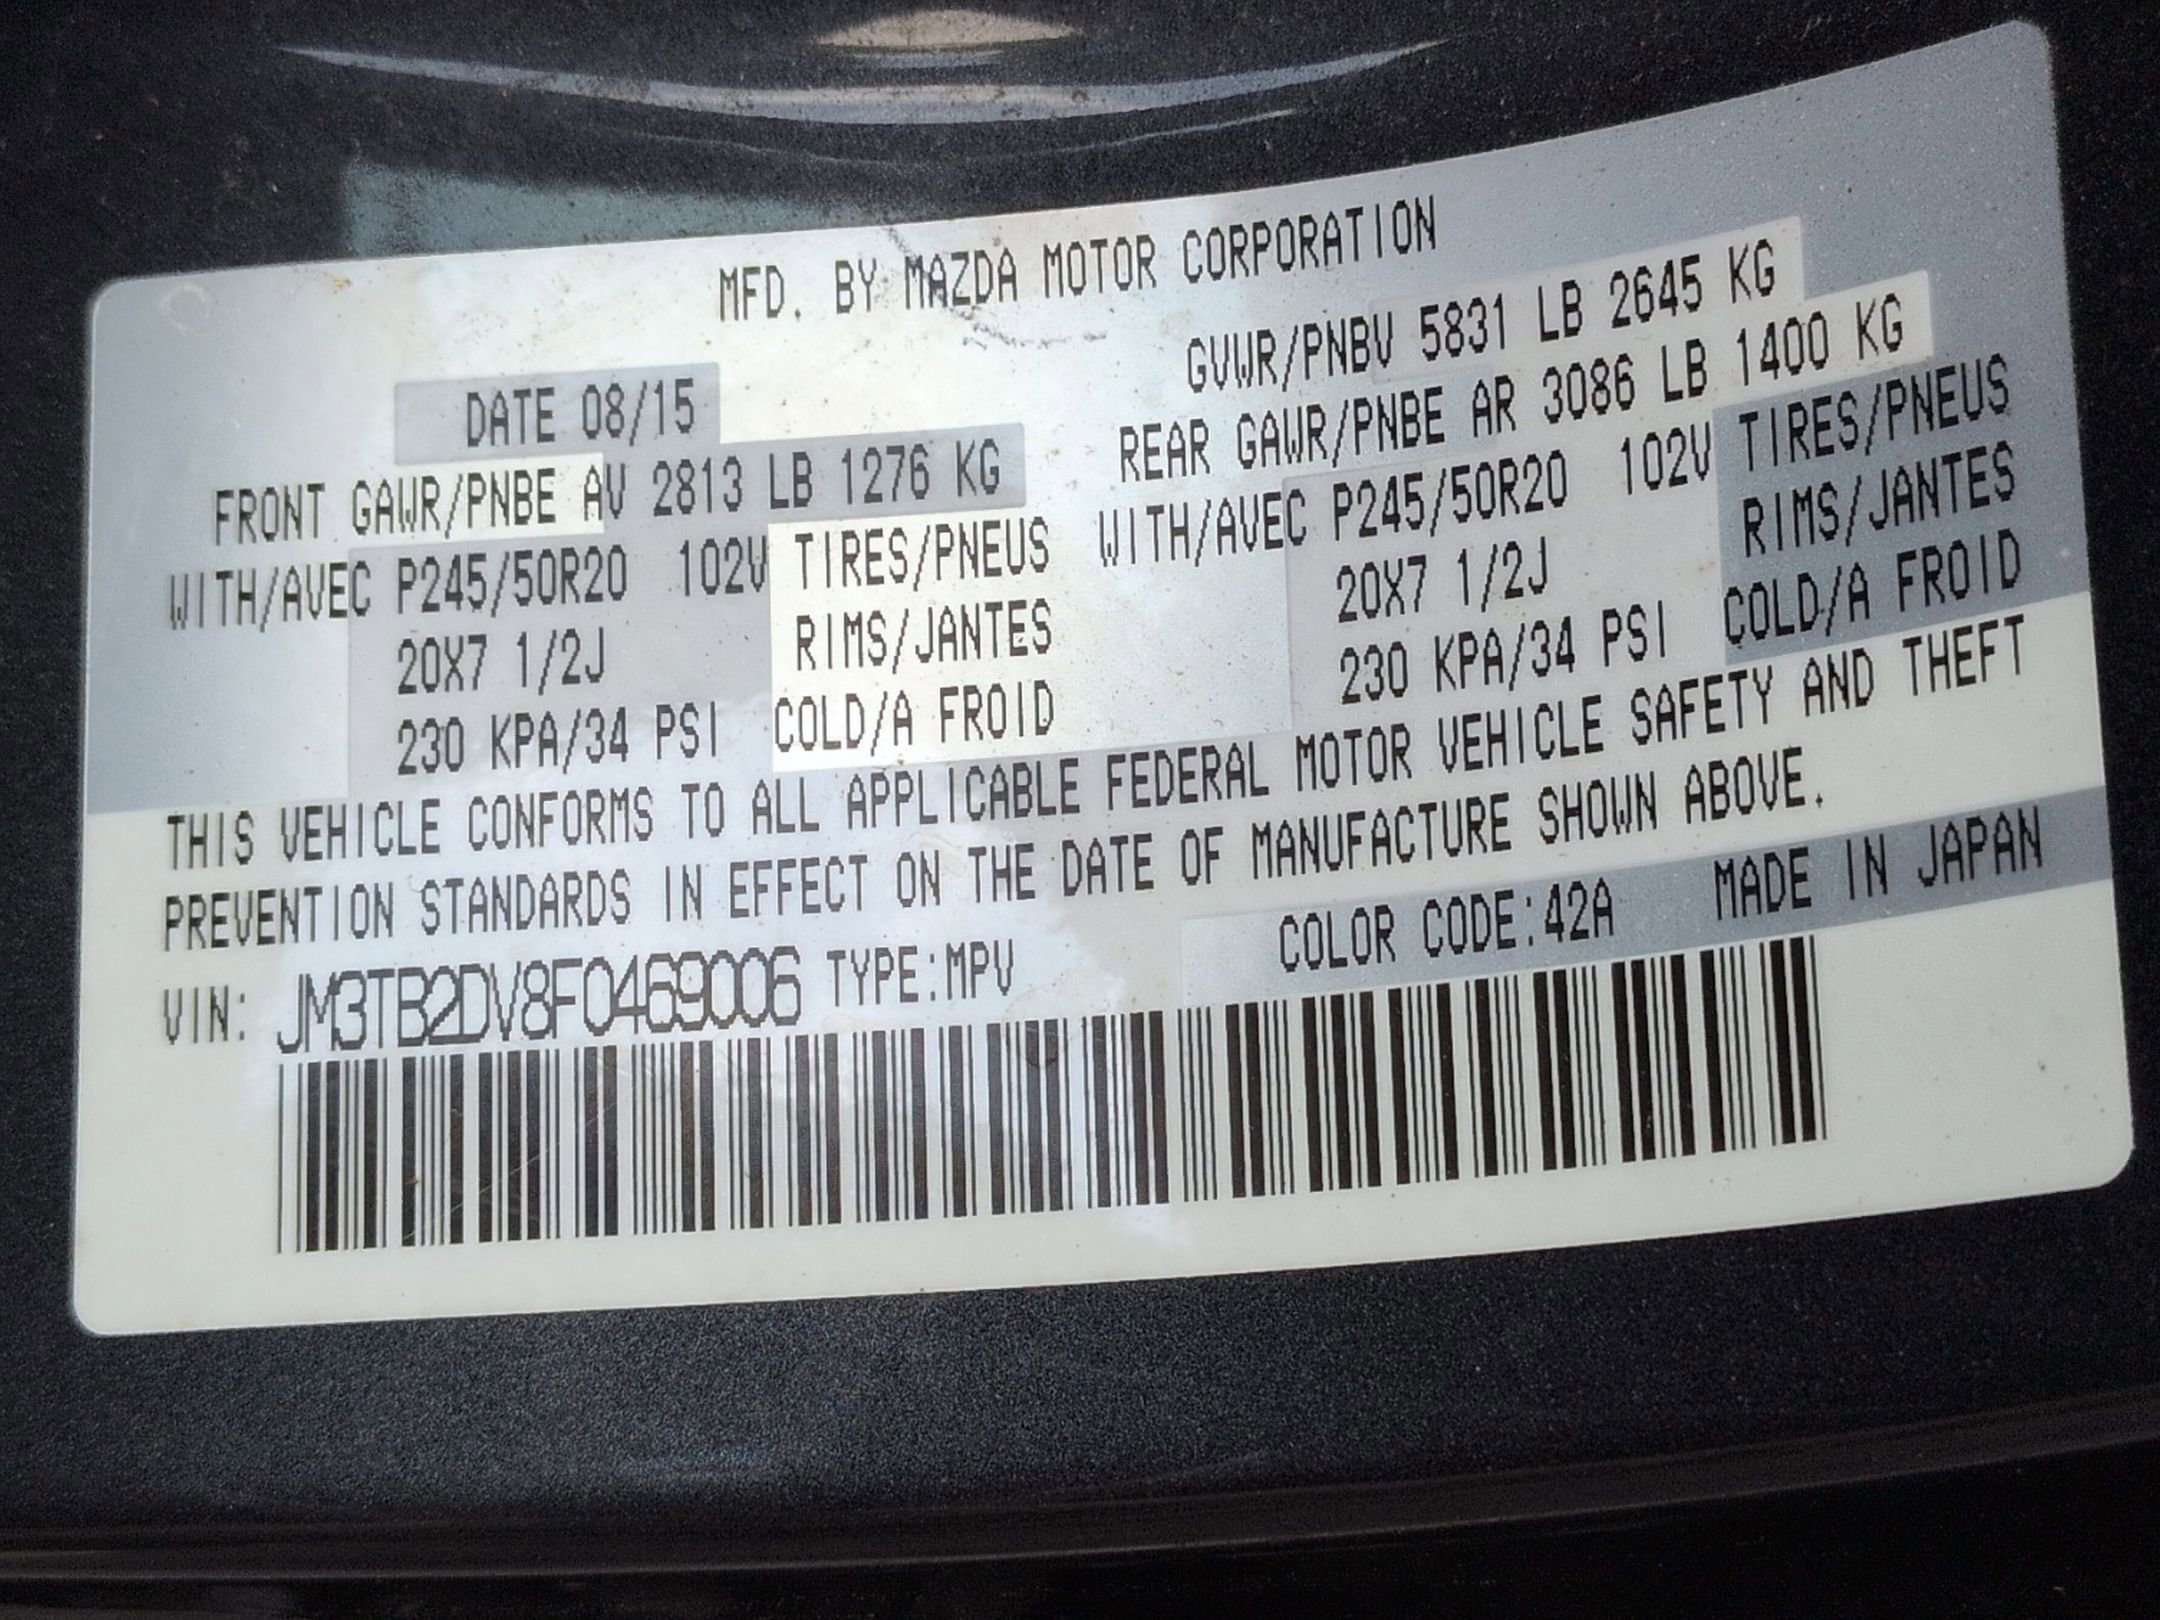 MFD. BY MAZDA MOTOR CORPORATION
DATE 08/15
GVWR/PNBV 5831 LB 2645 KG
FRONT GAWR/PNBE AV 2813 LB 1276 KG
REAR GAWR/PNBE AR 3086 LB 1400 KG
WITH/AVEC P245/50R20 102V TIRES/PNEUS
WITH/AVEC P245/50R20 102V TIRES/PNEUS
20X7 1/2J RIMS/JANTES
20X7 1/2J RIMS/JANTES
230 KPA/34 PSI COLD/A FROID
230 KPA/34 PSI COLD/A FROID
THIS VEHICLE CONFORMS TO ALL APPLICABLE FEDERAL MOTOR VEHICLE SAFETY AND THEFT
PREVENTION STANDARDS IN EFFECT ON THE DATE OF MANUFACTURE SHOWN ABOVE.
VIN: JM3TB2DV8F0469006 TYPE:MPV COLOR CODE:42A MADE IN JAPAN